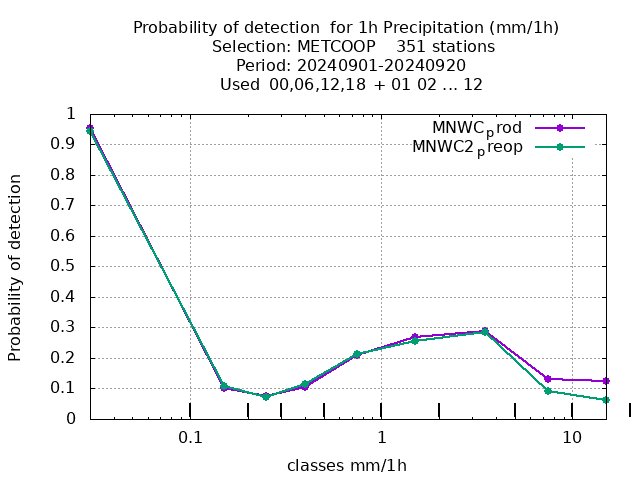 Probability of detection  for 1h Precipitation (mm/1h)
Selection: METCOOP    351 stations
Period: 20240901-20240920
Used  00,06,12,18  + 01 02 ... 12
MNWCprod
MNWC2preop
1
0.9
0.8
0.7
0.6
0.5
0.4
0.3
0.2
0.1
0
Probability of detection
0.1
1
10
classes mm/1h